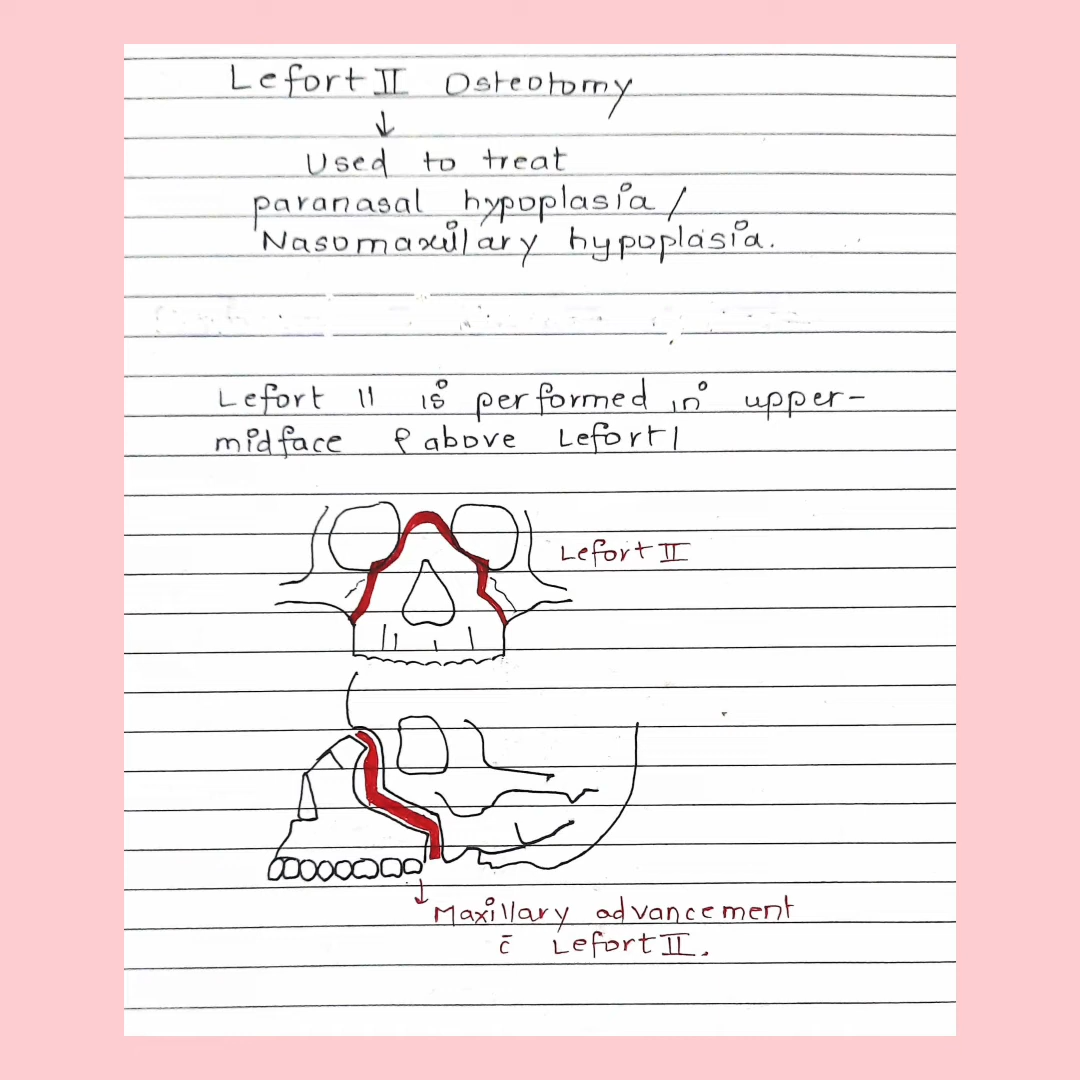 Lefort II Osteotomy
↓
Used to treat
paranasal hypoplasia /
Nasomaxillary hypoplasia.
Lefort II is performed in upper-
midface & above Lefort I
Lefort II
↓ Maxillary advancement
c̄ Lefort II.